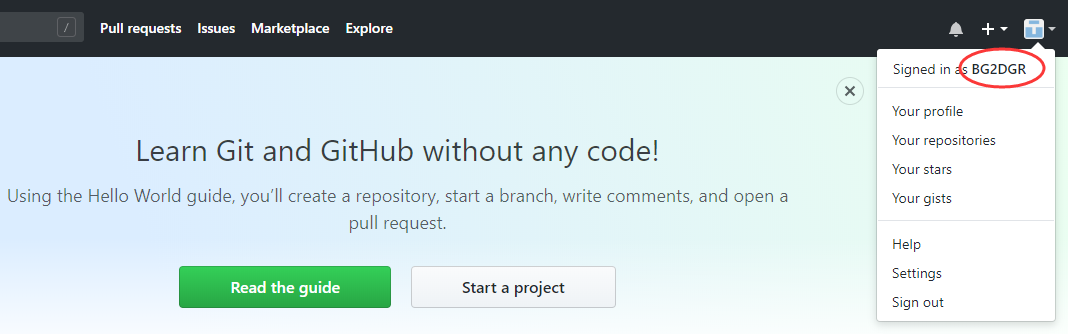 /
Pull requests Issues Marketplace Explore
Signed in as BG2DGR
Your profile
Your repositories
Your stars
Your gists
Help
Settings
Sign out
Learn Git and GitHub without any code!
Using the Hello World guide, you’ll create a repository, start a branch, write comments, and open a
pull request.
Read the guide
Start a project